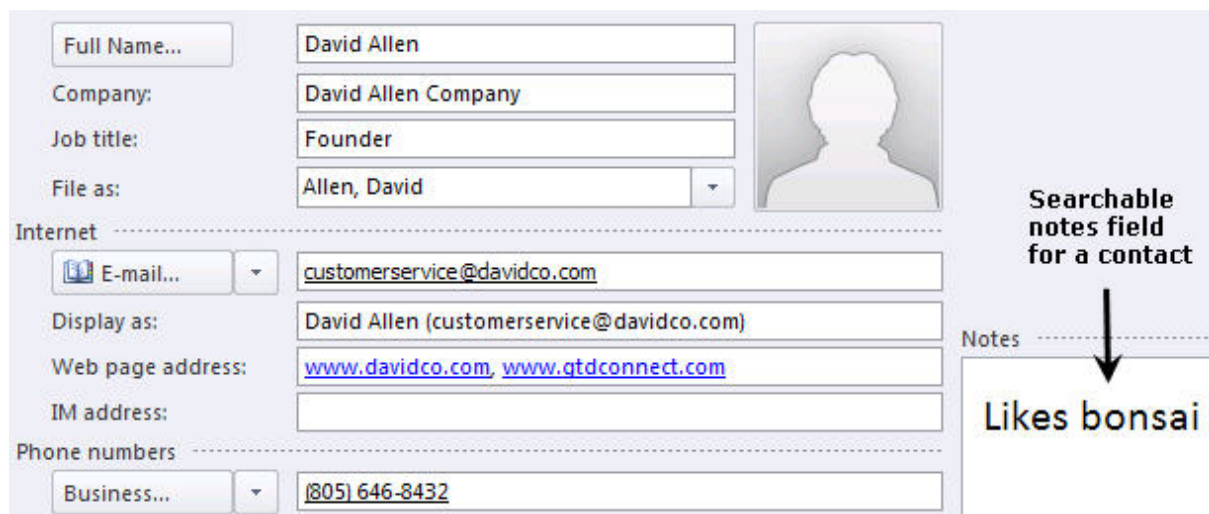 Full Name... David Allen
Company: David Allen Company
Job title: Founder
File as: Allen, David
Internet
E-mail... customerservice@davidco.com
Display as: David Allen (customerservice@davidco.com)
Web page address: www.davidco.com, www.gtdconnect.com
IM address:
Phone numbers
Business... (805) 646-8432
Searchable
notes field
for a contact
Notes
Likes bonsai